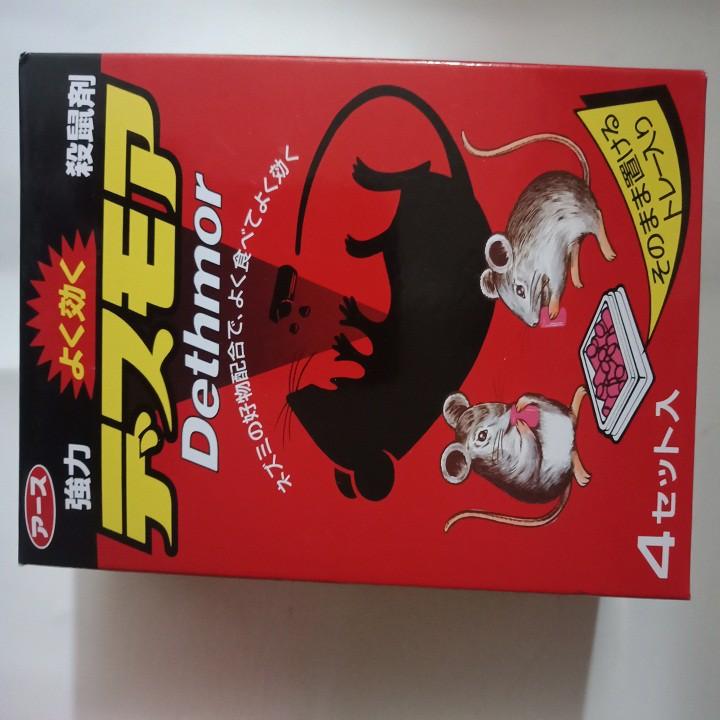 アース
強力
よく効く
殺鼠剤
デスモア
Dethmor
ネズミの好物配合で、よく食べてよく効く
そのまま置ける
トレー入り
4セット入